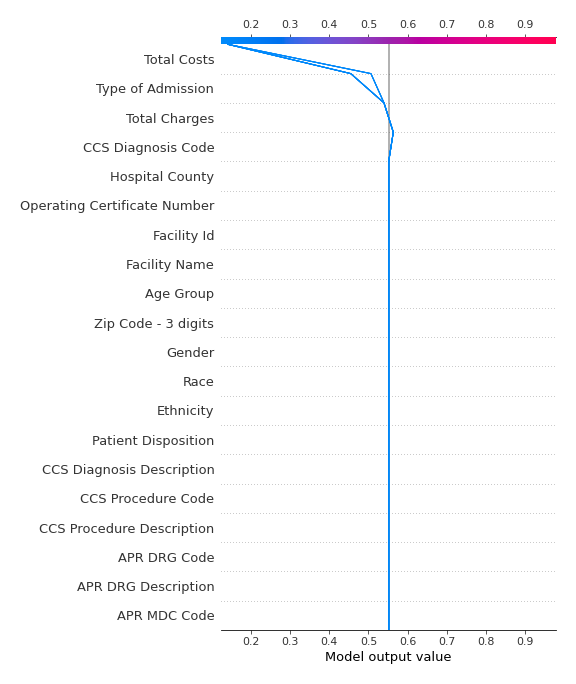 0.2 0.3 0.4 0.5 0.6 0.7 0.8 0.9
Total Costs
Type of Admission
Total Charges
CCS Diagnosis Code
Hospital County
Operating Certificate Number
Facility Id
Facility Name
Age Group
Zip Code - 3 digits
Gender
Race
Ethnicity
Patient Disposition
CCS Diagnosis Description
CCS Procedure Code
CCS Procedure Description
APR DRG Code
APR DRG Description
APR MDC Code
0.2 0.3 0.4 0.5 0.6 0.7 0.8 0.9
Model output value